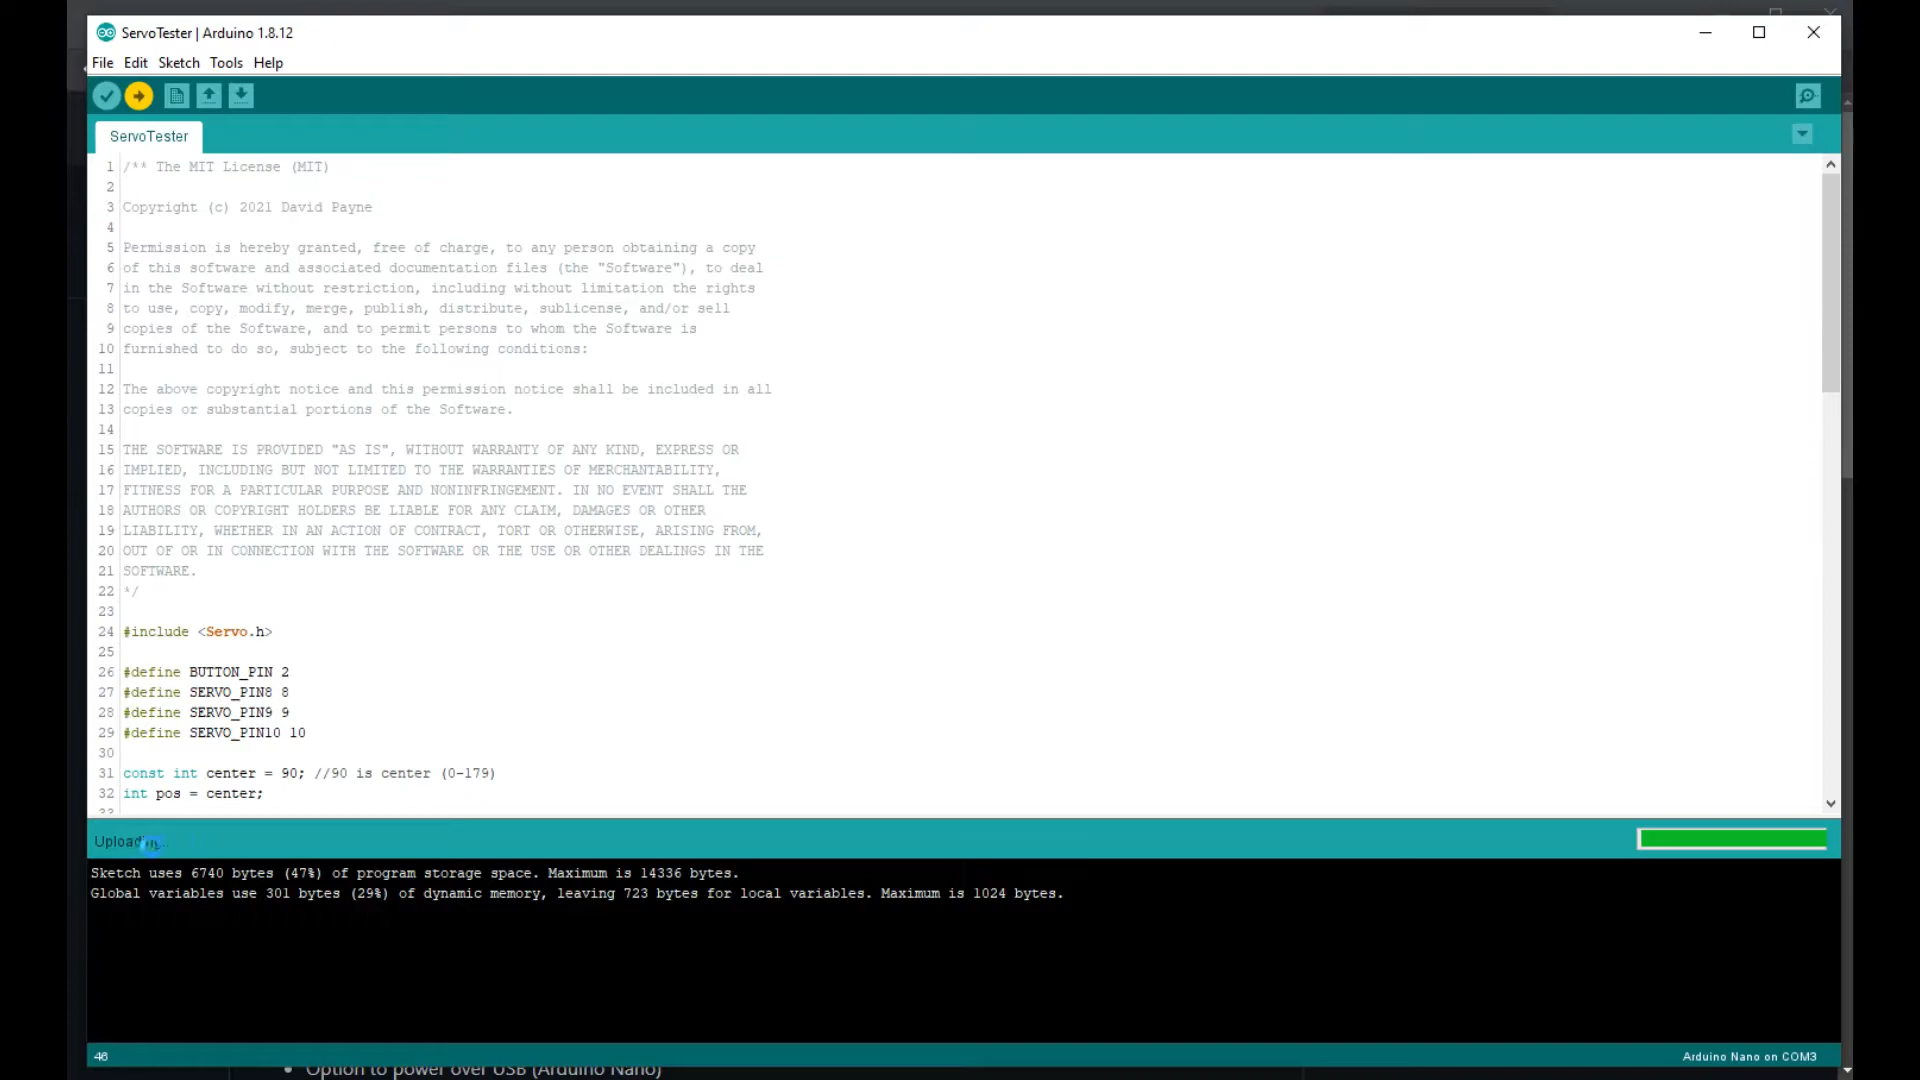 ServoTester | Arduino 1.8.12
File Edit Sketch Tools Help
ServoTester
1 /** The MIT License (MIT)
2
3 Copyright (c) 2021 David Payne
4
5 Permission is hereby granted, free of charge, to any person obtaining a copy
6 of this software and associated documentation files (the "Software"), to deal
7 in the Software without restriction, including without limitation the rights
8 to use, copy, modify, merge, publish, distribute, sublicense, and/or sell
9 copies of the Software, and to permit persons to whom the Software is
10 furnished to do so, subject to the following conditions:
11
12 The above copyright notice and this permission notice shall be included in all
13 copies or substantial portions of the Software.
14
15 THE SOFTWARE IS PROVIDED "AS IS", WITHOUT WARRANTY OF ANY KIND, EXPRESS OR
16 IMPLIED, INCLUDING BUT NOT LIMITED TO THE WARRANTIES OF MERCHANTABILITY,
17 FITNESS FOR A PARTICULAR PURPOSE AND NONINFRINGEMENT. IN NO EVENT SHALL THE
18 AUTHORS OR COPYRIGHT HOLDERS BE LIABLE FOR ANY CLAIM, DAMAGES OR OTHER
19 LIABILITY, WHETHER IN AN ACTION OF CONTRACT, TORT OR OTHERWISE, ARISING FROM,
20 OUT OF OR IN CONNECTION WITH THE SOFTWARE OR THE USE OR OTHER DEALINGS IN THE
21 SOFTWARE.
22 */
23
24 #include <Servo.h>
25
26 #define BUTTON_PIN 2
27 #define SERVO_PIN8 8
28 #define SERVO_PIN9 9
29 #define SERVO_PIN10 10
30
31 const int center = 90; //90 is center (0-179)
32 int pos = center;
33
Uploading...
Sketch uses 6740 bytes (47%) of program storage space. Maximum is 14336 bytes.
Global variables use 301 bytes (29%) of dynamic memory, leaving 723 bytes for local variables. Maximum is 1024 bytes.
46
Arduino Nano on COM3
• Option to power over USB (Arduino Nano)